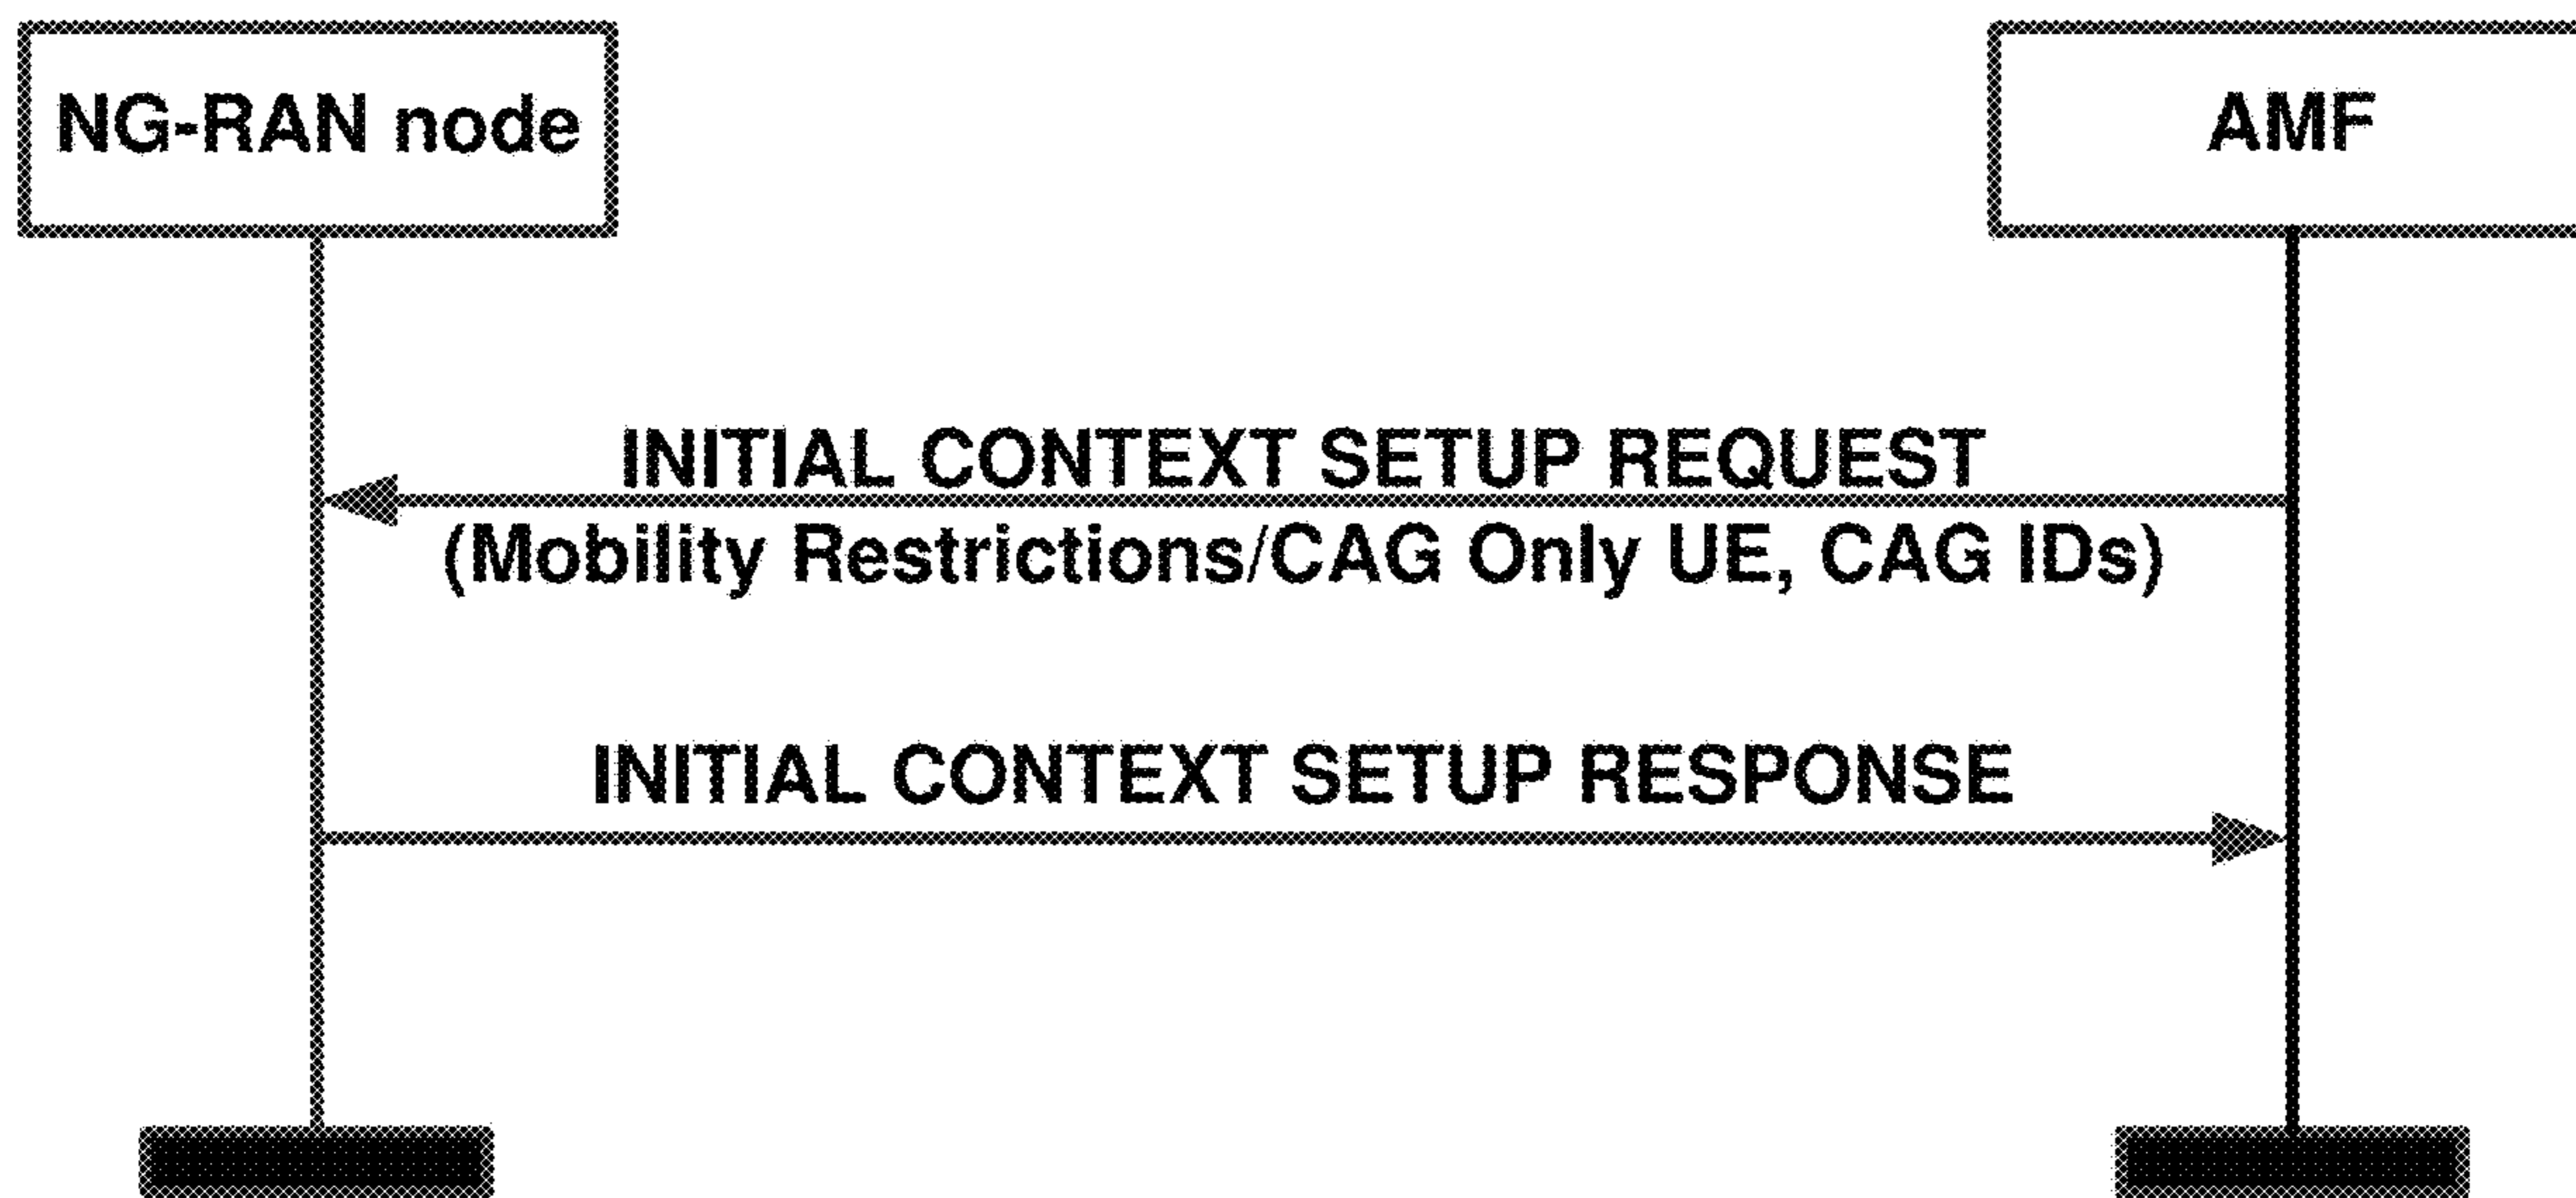 NG-RAN node
AMF
INITIAL CONTEXT SETUP REQUEST
(Mobility Restrictions/CAG Only UE, CAG IDs)
INITIAL CONTEXT SETUP RESPONSE